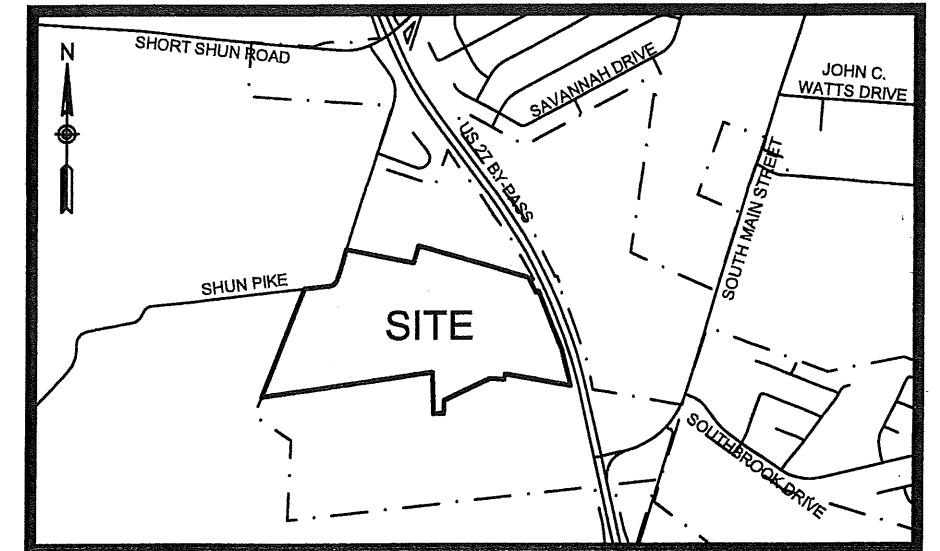 SHORT SHUN ROAD
N
SAVANNAH DRIVE
JOHN C.
WATTS DRIVE
US 27 BY-PASS
SOUTH MAIN STREET
SHUN PIKE
SITE
SOUTHBROOK DRIVE